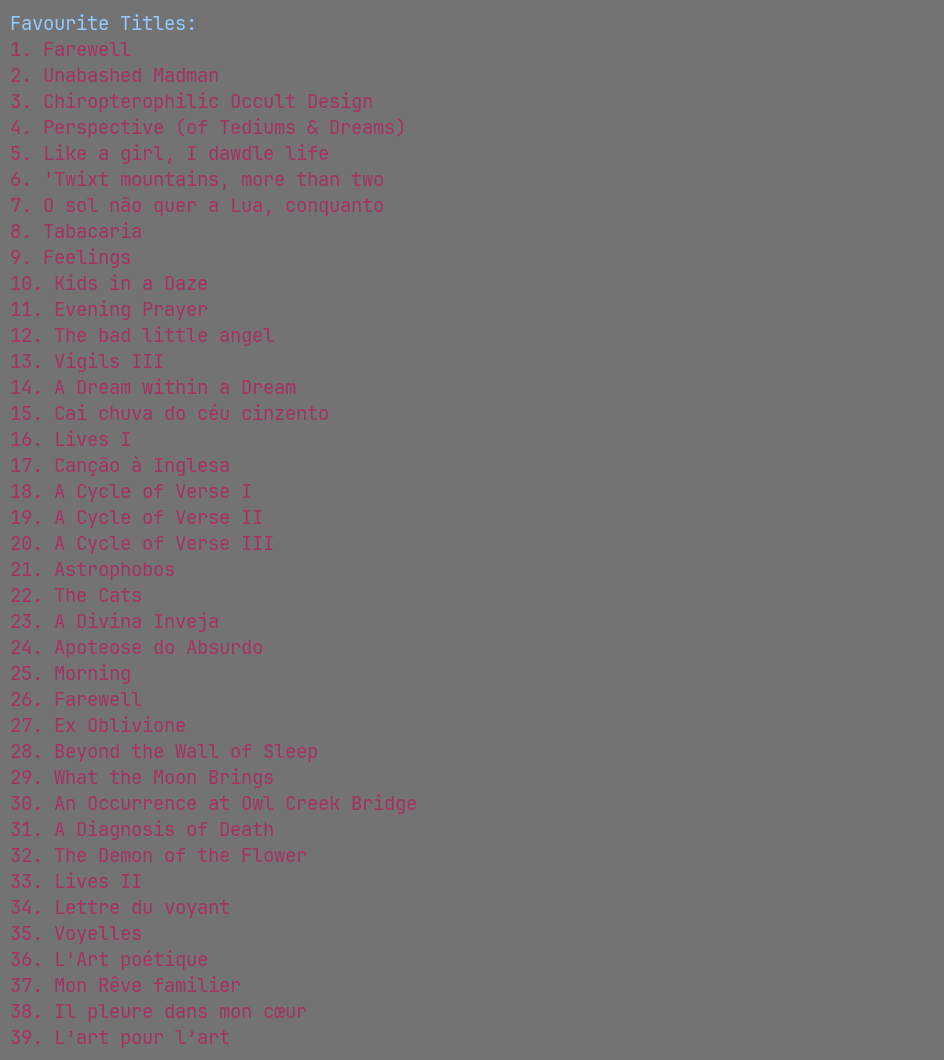 Favourite Titles:
1. Farewell
2. Unabashed Madman
3. Chiropterophilic Occult Design
4. Perspective (of Tediums & Dreams)
5. Like a girl, I dawdle life
6. 'Twixt mountains, more than two
7. O sol não quer a Lua, conquanto
8. Tabacaria
9. Feelings
10. Kids in a Daze
11. Evening Prayer
12. The bad little angel
13. Vigils III
14. A Dream within a Dream
15. Cai chuva do céu cinzento
16. Lives I
17. Canção à Inglesa
18. A Cycle of Verse I
19. A Cycle of Verse II
20. A Cycle of Verse III
21. Astrophobos
22. The Cats
23. A Divina Inveja
24. Apoteose do Absurdo
25. Morning
26. Farewell
27. Ex Oblivione
28. Beyond the Wall of Sleep
29. What the Moon Brings
30. An Occurrence at Owl Creek Bridge
31. A Diagnosis of Death
32. The Demon of the Flower
33. Lives II
34. Lettre du voyant
35. Voyelles
36. L'Art poétique
37. Mon Rêve familier
38. Il pleure dans mon cœur
39. L’art pour l’art